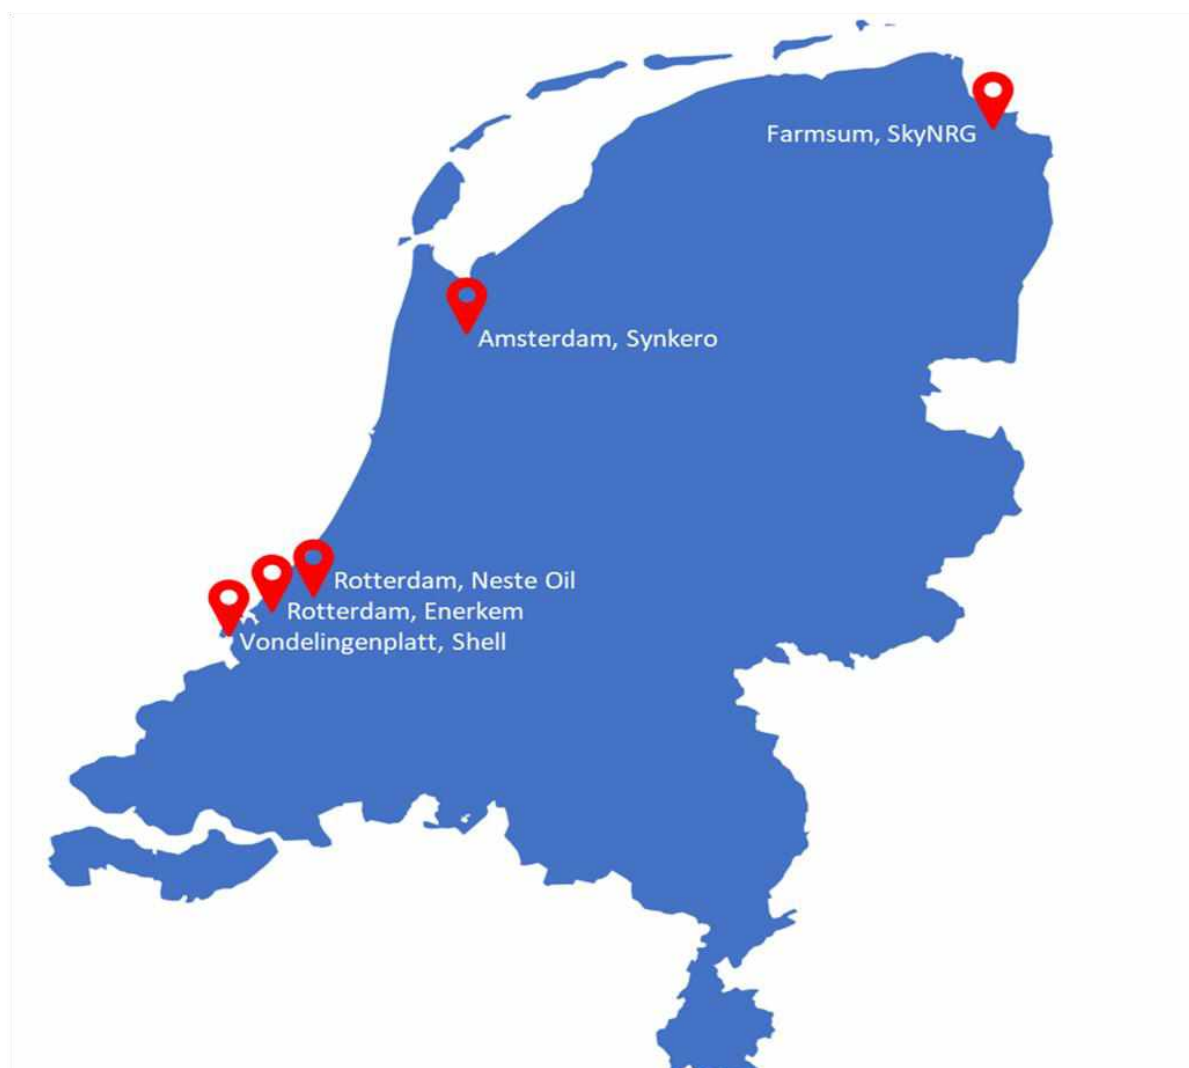 Farmsum, SkyNRG
Amsterdam, Synkero
Rotterdam, Neste Oil
Rotterdam, Enerkem
Vondelingenplatt, Shell